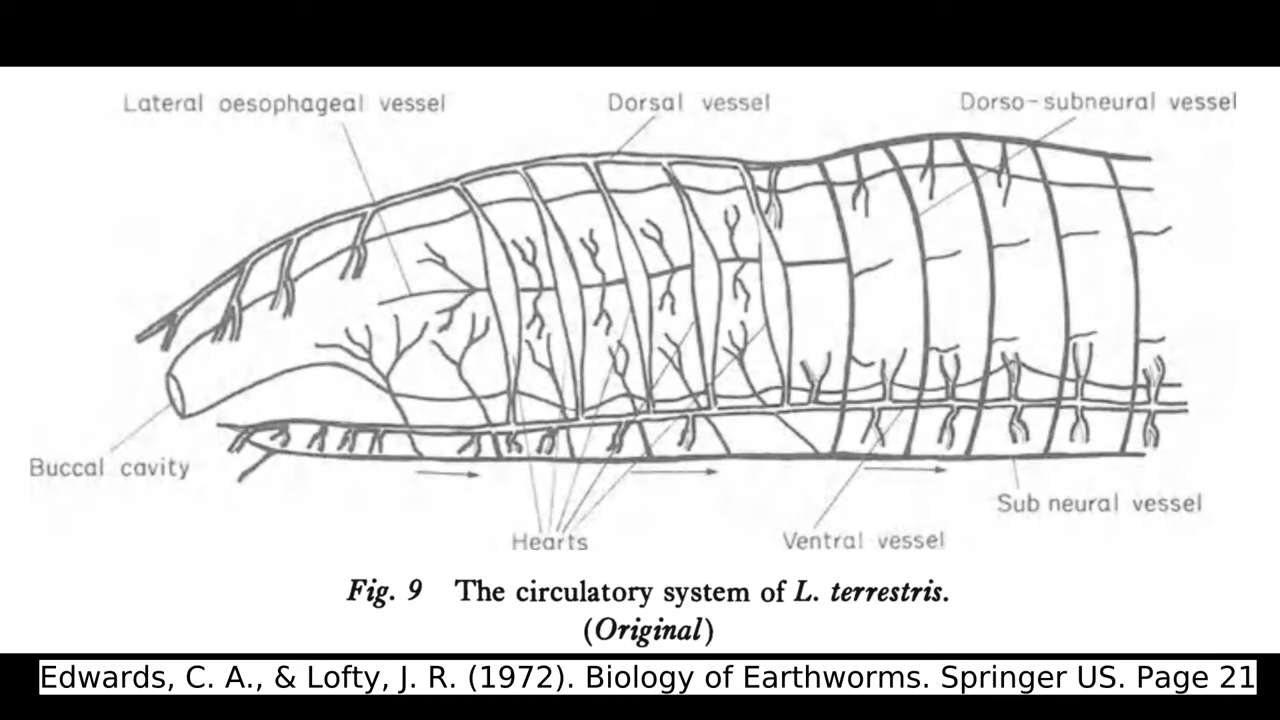 Lateral oesophageal vessel
Dorsal vessel
Dorso-subneural vessel
Buccal cavity
Hearts
Ventral vessel
Sub neural vessel
Fig. 9 The circulatory system of L. terrestris.
(Original)
Edwards, C. A., & Lofty, J. R. (1972). Biology of Earthworms. Springer US. Page 21